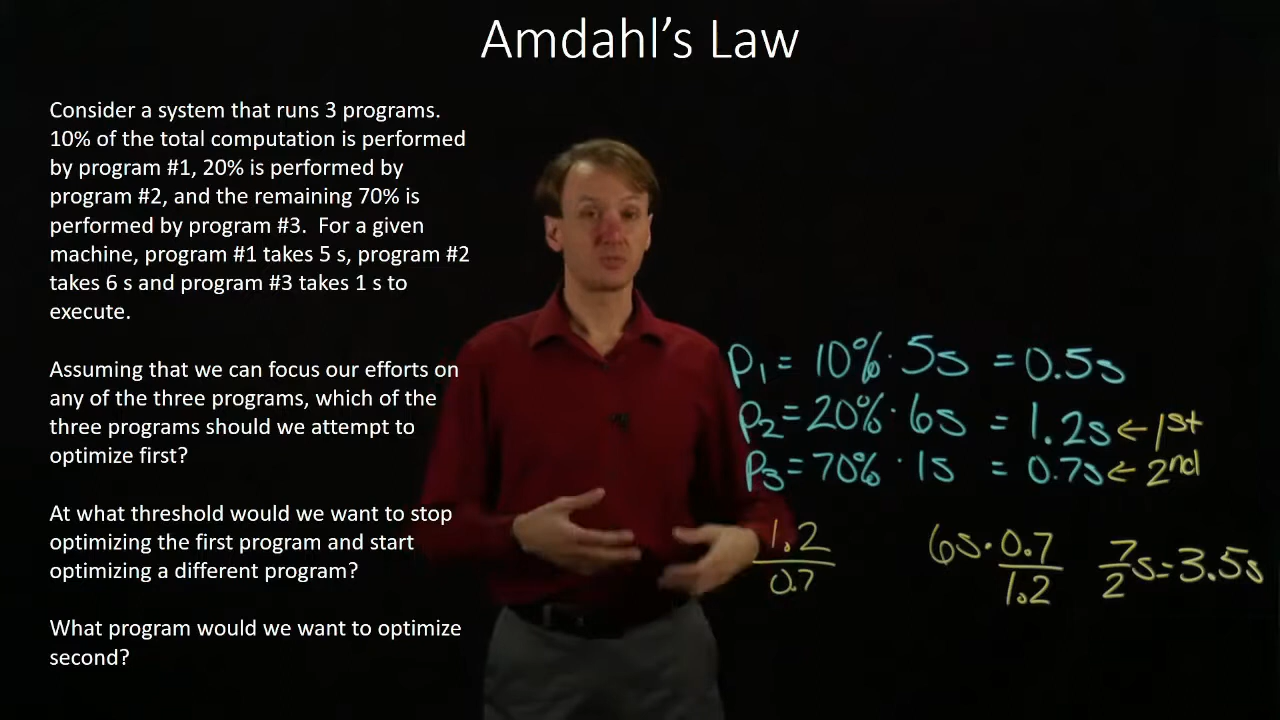 Amdahl’s Law
Consider a system that runs 3 programs.
10% of the total computation is performed
by program #1, 20% is performed by
program #2, and the remaining 70% is
performed by program #3.  For a given
machine, program #1 takes 5 s, program #2
takes 6 s and program #3 takes 1 s to
execute.
Assuming that we can focus our efforts on
any of the three programs, which of the
three programs should we attempt to
optimize first?
At what threshold would we want to stop
optimizing the first program and start
optimizing a different program?
What program would we want to optimize
second?
P1 = 10% · 5s = 0.5s
P2 = 20% · 6s = 1.2s ← 1st
P3 = 70% · 1s = 0.7s ← 2nd
1.2
0.7
6s · 0.7
1.2
7
2
s = 3.5s